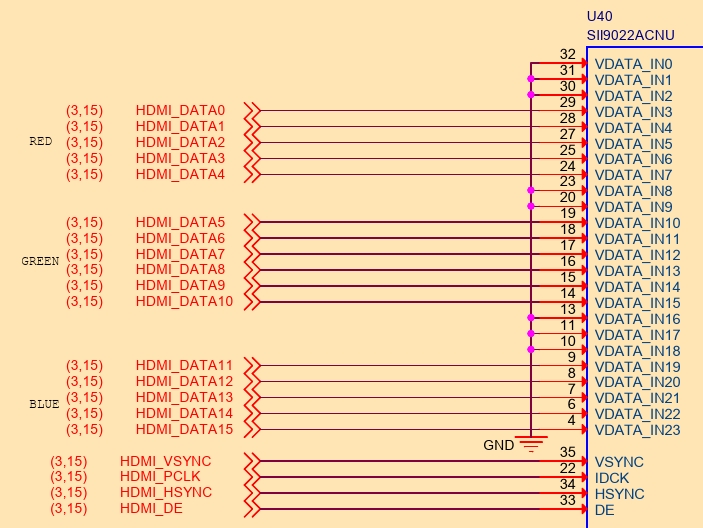 U40
SII9022ACNU
32 VDATA_IN0
31 VDATA_IN1
30 VDATA_IN2
(3,15) HDMI_DATA0 29 VDATA_IN3
(3,15) HDMI_DATA1 28 VDATA_IN4
RED (3,15) HDMI_DATA2 27 VDATA_IN5
(3,15) HDMI_DATA3 25 VDATA_IN6
(3,15) HDMI_DATA4 24 VDATA_IN7
23 VDATA_IN8
20 VDATA_IN9
(3,15) HDMI_DATA5 19 VDATA_IN10
(3,15) HDMI_DATA6 18 VDATA_IN11
(3,15) HDMI_DATA7 17 VDATA_IN12
GREEN (3,15) HDMI_DATA8 16 VDATA_IN13
(3,15) HDMI_DATA9 15 VDATA_IN14
(3,15) HDMI_DATA10 14 VDATA_IN15
13 VDATA_IN16
11 VDATA_IN17
10 VDATA_IN18
(3,15) HDMI_DATA11 9 VDATA_IN19
(3,15) HDMI_DATA12 8 VDATA_IN20
BLUE (3,15) HDMI_DATA13 7 VDATA_IN21
(3,15) HDMI_DATA14 6 VDATA_IN22
(3,15) HDMI_DATA15 4 VDATA_IN23
GND
(3,15) HDMI_VSYNC 35 VSYNC
(3,15) HDMI_PCLK 22 IDCK
(3,15) HDMI_HSYNC 34 HSYNC
(3,15) HDMI_DE 33 DE